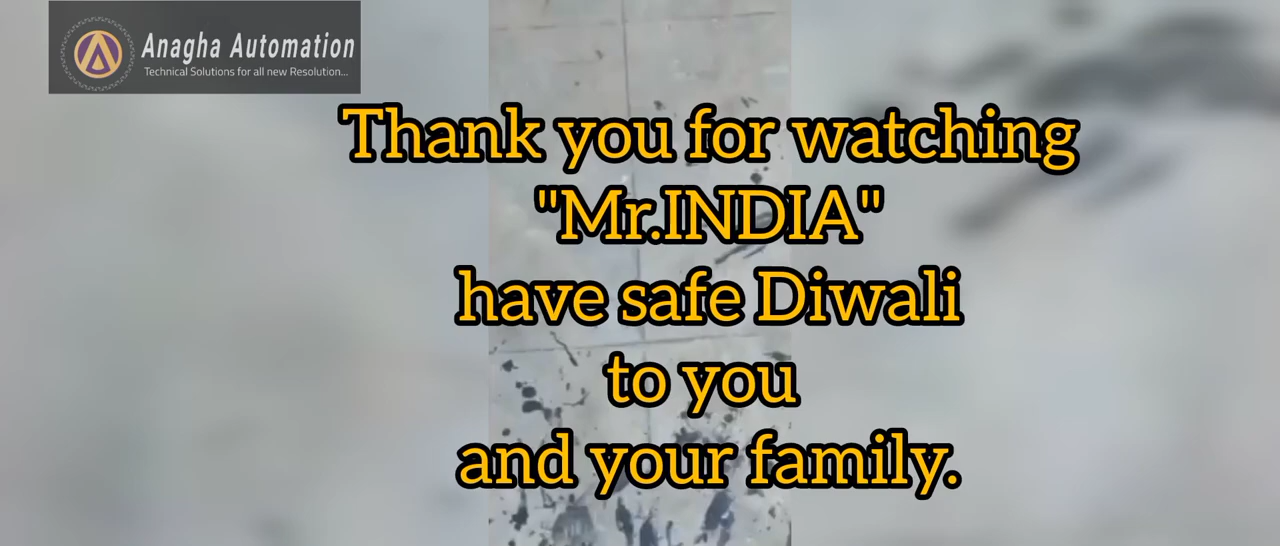 Anagha Automation
Technical Solutions for all new Resolution...
Thank you for watching
"Mr.INDIA"
have safe Diwali
to you
and your family.